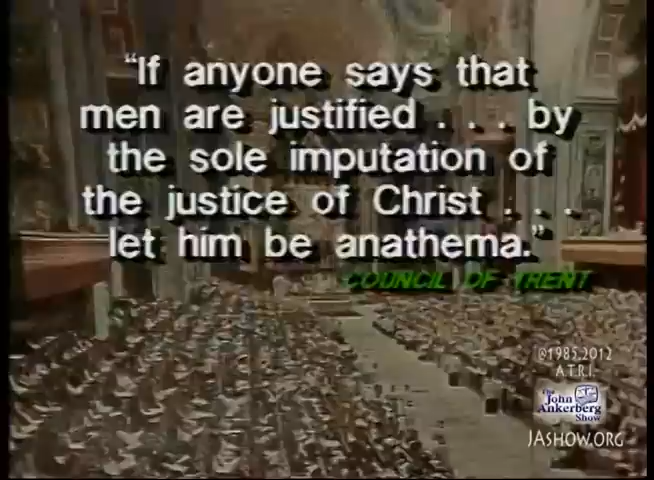 “If anyone says that
men are justified . . . by
the sole imputation of
the justice of Christ . . .
let him be anathema.”
COUNCIL OF TRENT
©1985,2012
A.T.R.I.
The
John
Ankerberg
Show
JASHOW.ORG